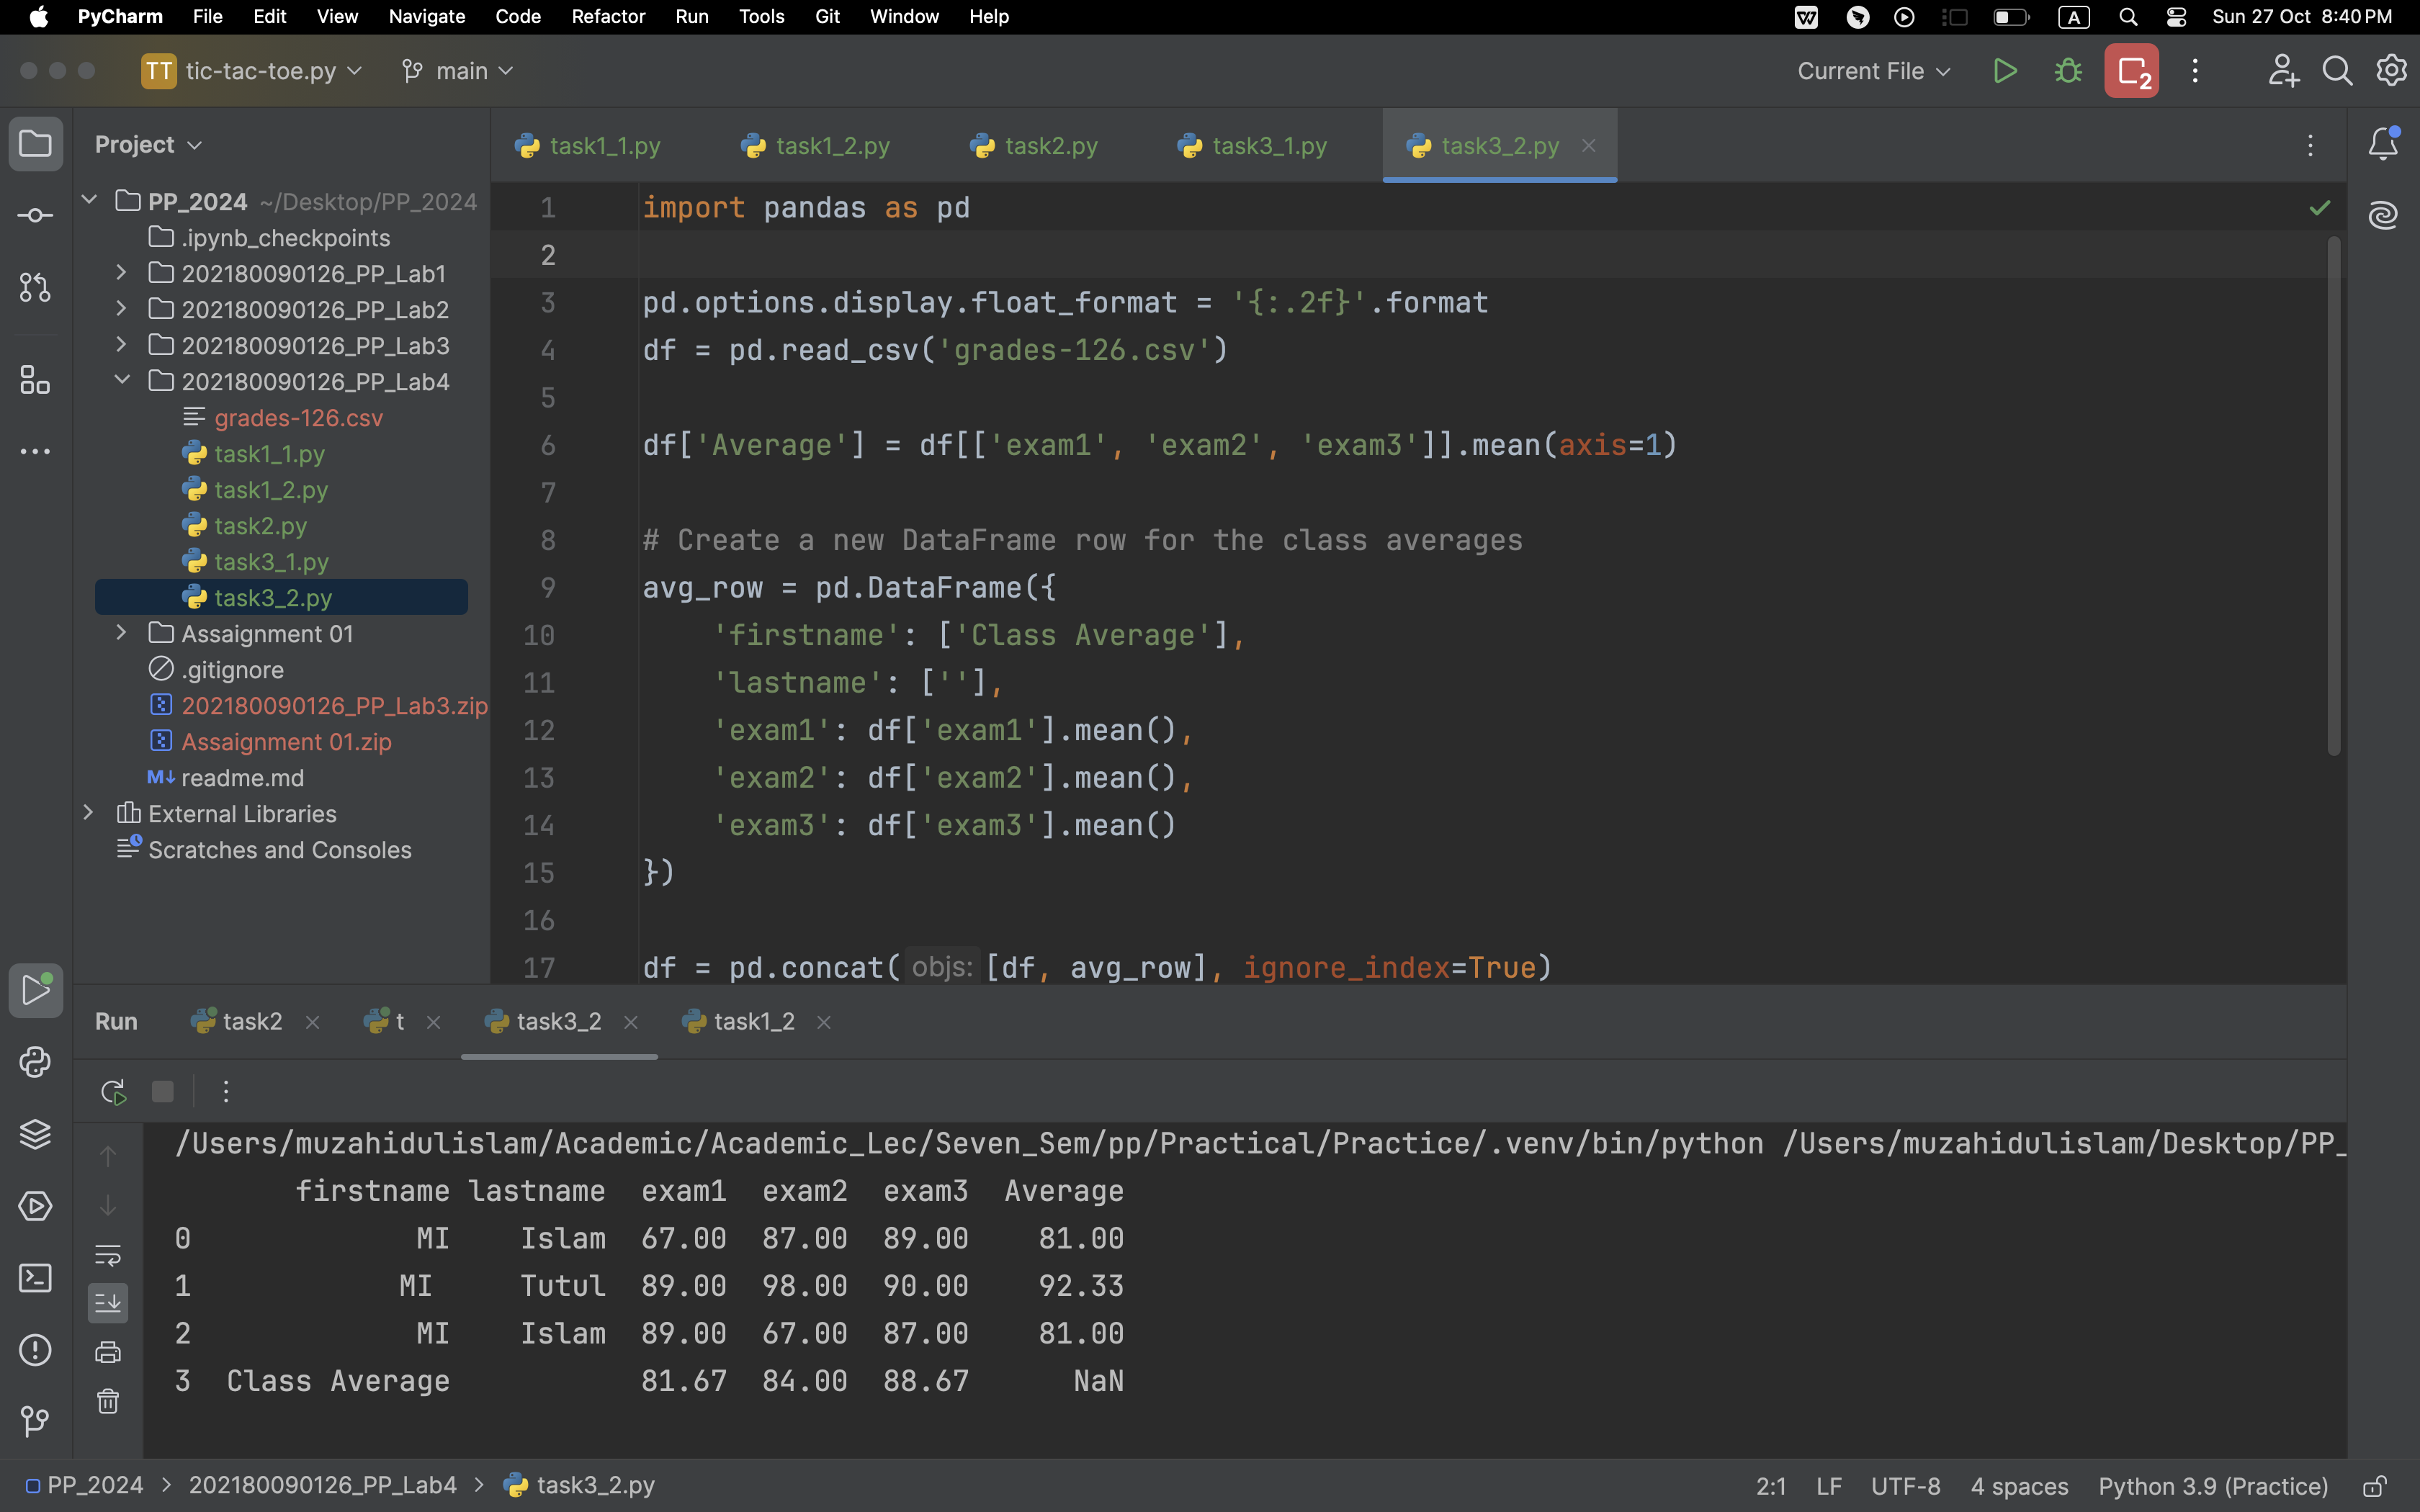 PyCharm File Edit View Navigate Code Refactor Run Tools Git Window Help A Sun 27 Oct 8:40 PM
TT tic-tac-toe.py main Current File 2
Project
task1_1.py task1_2.py task2.py task3_1.py task3_2.py
PP_2024 ~/Desktop/PP_2024
.ipynb_checkpoints
202180090126_PP_Lab1
202180090126_PP_Lab2
202180090126_PP_Lab3
202180090126_PP_Lab4
grades-126.csv
task1_1.py
task1_2.py
task2.py
task3_1.py
task3_2.py
Assaignment 01
.gitignore
202180090126_PP_Lab3.zip
Assaignment 01.zip
M↓ readme.md
External Libraries
Scratches and Consoles
1 import pandas as pd
2
3 pd.options.display.float_format = '{:.2f}'.format
4 df = pd.read_csv('grades-126.csv')
5
6 df['Average'] = df[['exam1', 'exam2', 'exam3']].mean(axis=1)
7
8 # Create a new DataFrame row for the class averages
9 avg_row = pd.DataFrame({
10 'firstname': ['Class Average'],
11 'lastname': [''],
12 'exam1': df['exam1'].mean(),
13 'exam2': df['exam2'].mean(),
14 'exam3': df['exam3'].mean()
15 })
16
17 df = pd.concat( objs: [df, avg_row], ignore_index=True)
Run task2 t task3_2 task1_2
/Users/muzahidulislam/Academic/Academic_Lec/Seven_Sem/pp/Practical/Practice/.venv/bin/python /Users/muzahidulislam/Desktop/PP_
firstname lastname exam1 exam2 exam3 Average
0 MI Islam 67.00 87.00 89.00 81.00
1 MI Tutul 89.00 98.00 90.00 92.33
2 MI Islam 89.00 67.00 87.00 81.00
3 Class Average 81.67 84.00 88.67 NaN
PP_2024 > 202180090126_PP_Lab4 > task3_2.py 2:1 LF UTF-8 4 spaces Python 3.9 (Practice)